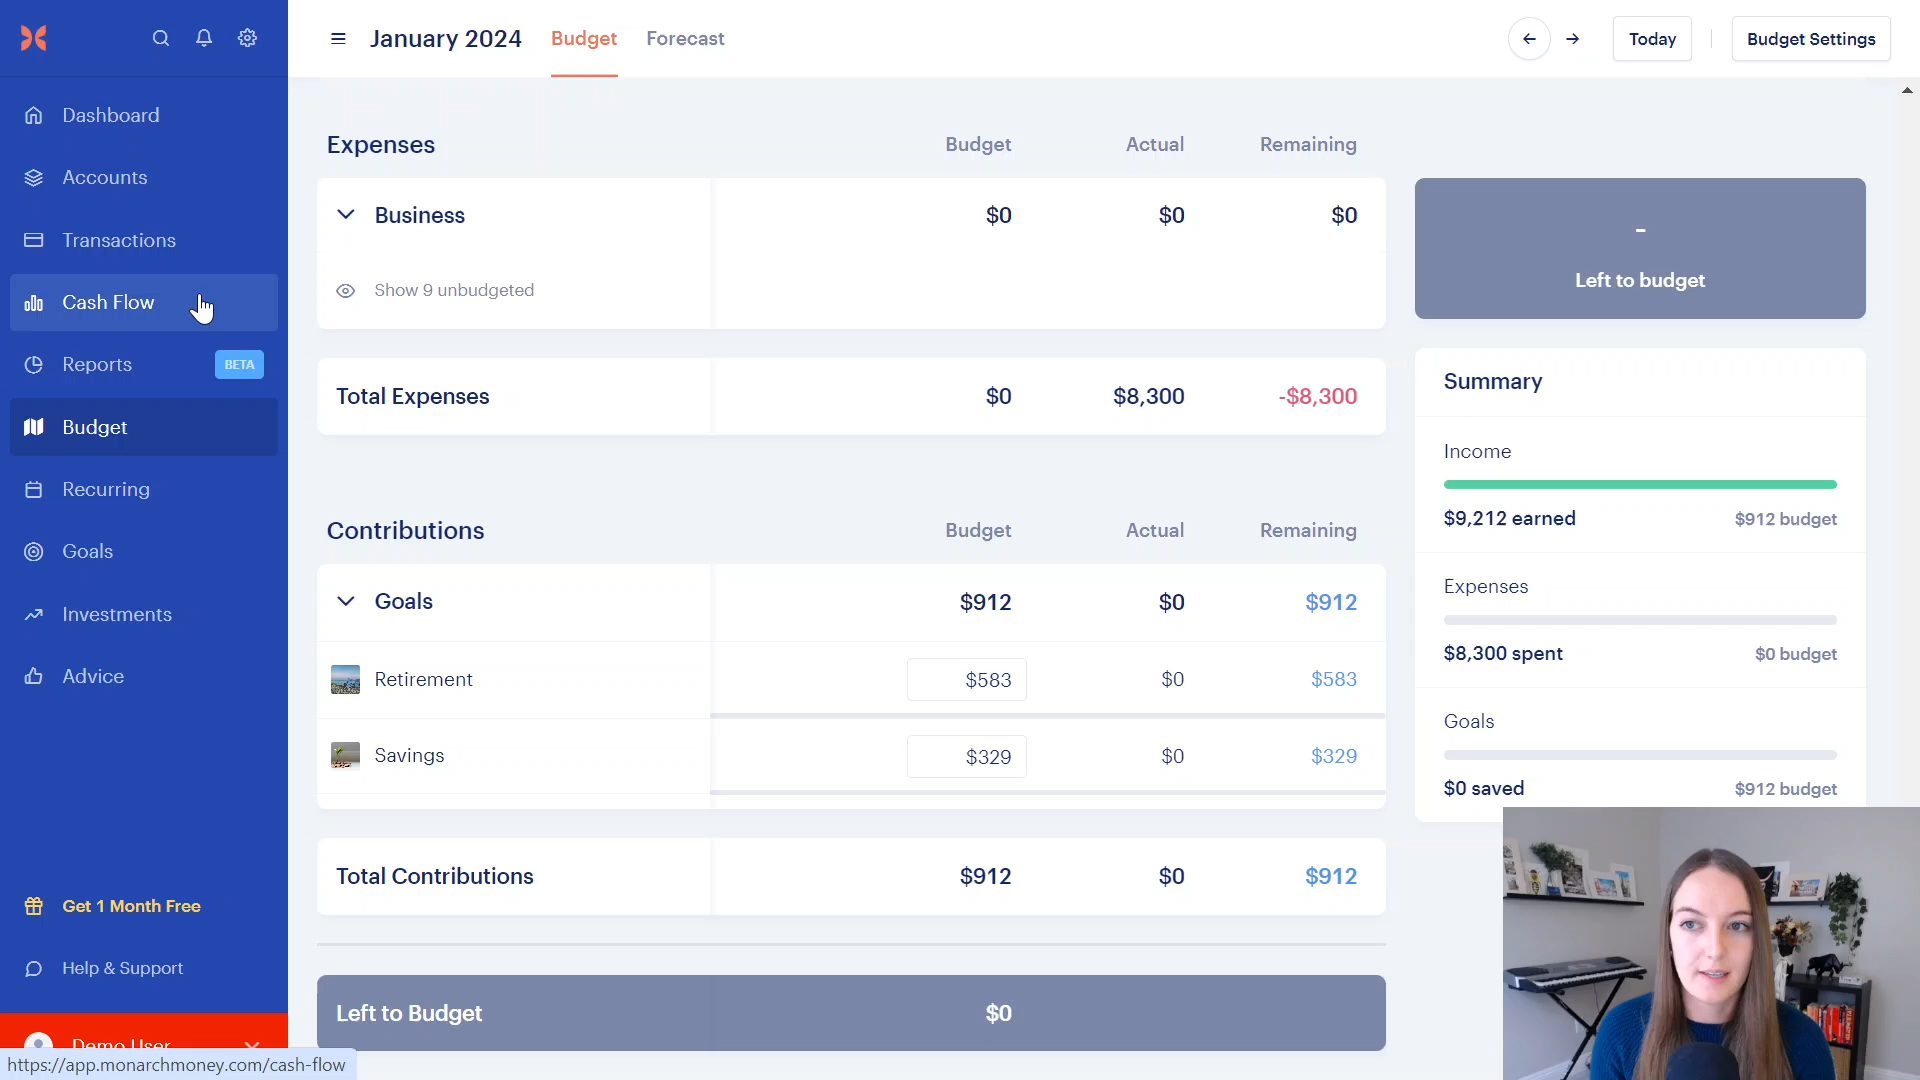 January 2024
Budget
Forecast
Today
Budget Settings
Dashboard
Accounts
Transactions
Cash Flow
Reports
BETA
Budget
Recurring
Goals
Investments
Advice
Get 1 Month Free
Help & Support
Demo User
https://app.monarchmoney.com/cash-flow
Expenses Budget Actual Remaining
Business $0 $0 $0
Show 9 unbudgeted
Total Expenses $0 $8,300 -$8,300
Contributions Budget Actual Remaining
Goals $912 $0 $912
Retirement $583 $0 $583
Savings $329 $0 $329
Total Contributions $912 $0 $912
Left to Budget $0
-
Left to budget
Summary
Income
$9,212 earned $912 budget
Expenses
$8,300 spent $0 budget
Goals
$0 saved $912 budget